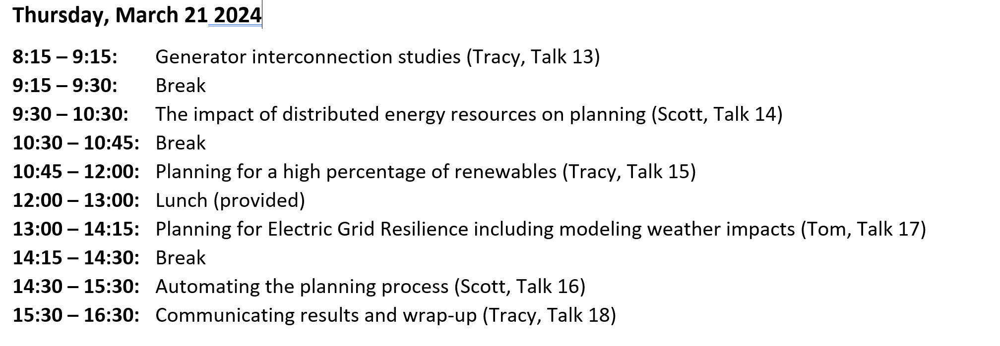 Thursday, March 21 2024
8:15 – 9:15: Generator interconnection studies (Tracy, Talk 13)
9:15 – 9:30: Break
9:30 – 10:30: The impact of distributed energy resources on planning (Scott, Talk 14)
10:30 – 10:45: Break
10:45 – 12:00: Planning for a high percentage of renewables (Tracy, Talk 15)
12:00 – 13:00: Lunch (provided)
13:00 – 14:15: Planning for Electric Grid Resilience including modeling weather impacts (Tom, Talk 17)
14:15 – 14:30: Break
14:30 – 15:30: Automating the planning process (Scott, Talk 16)
15:30 – 16:30: Communicating results and wrap-up (Tracy, Talk 18)